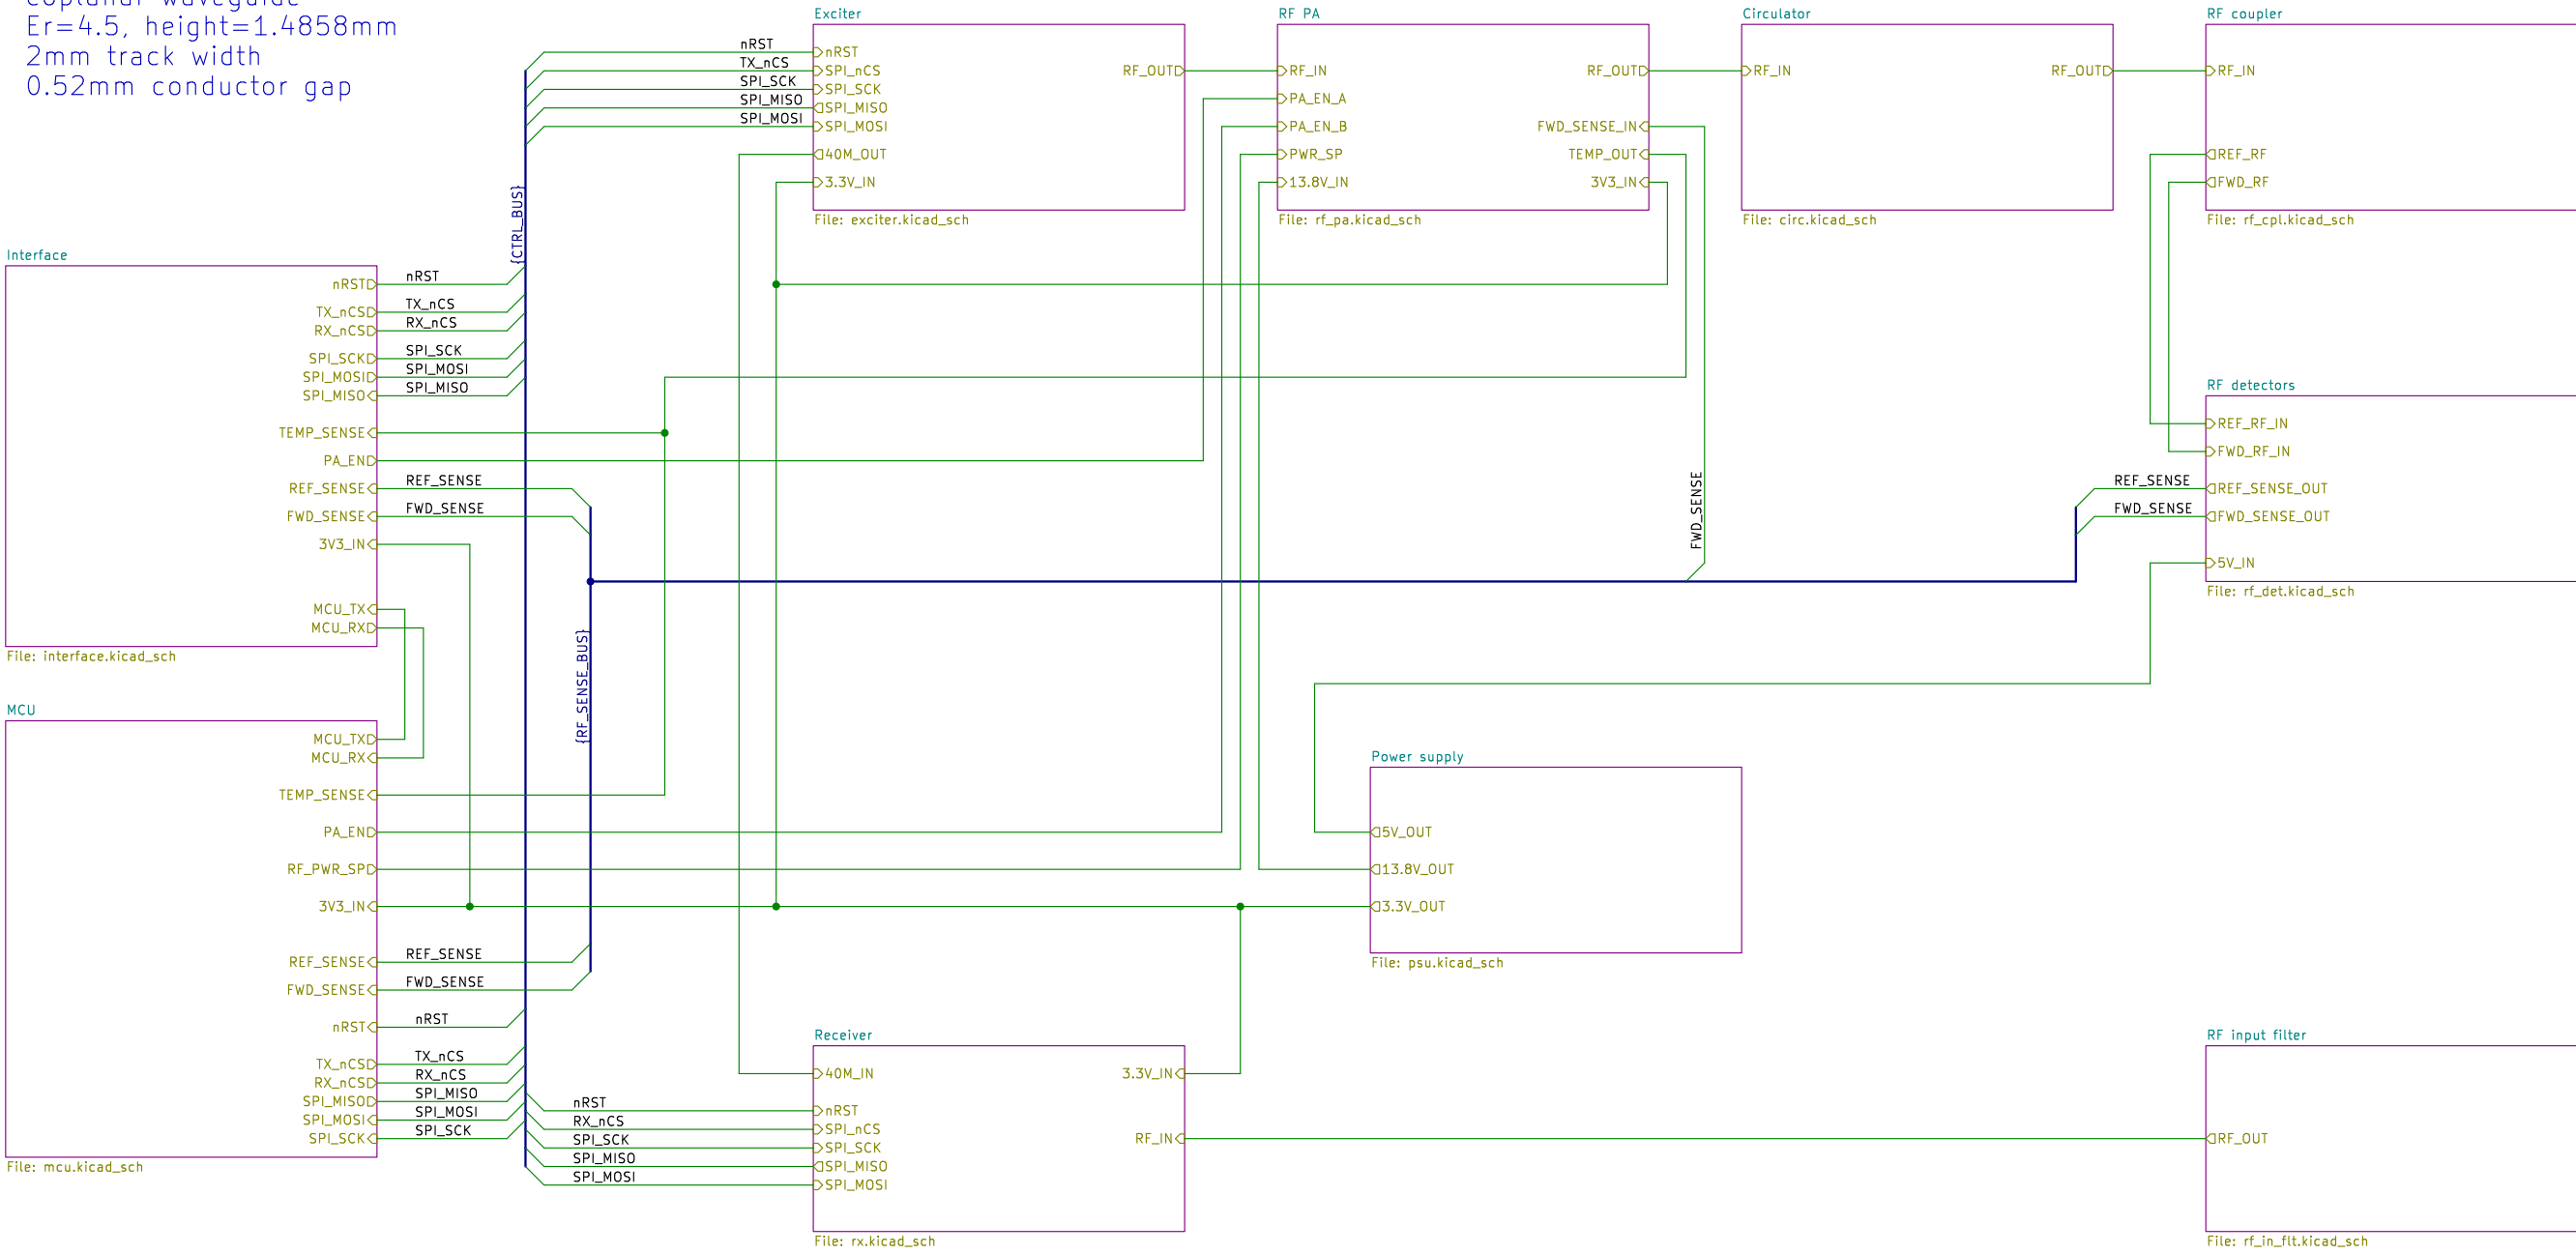 coplanar waveguide
Er=4.5, height=1.4858mm
2mm track width
0.52mm conductor gap
Exciter
nRST
TX_nCS
SPI_SCK
SPI_MISO
SPI_MOSI
nRST
SPI_nCS
SPI_SCK
SPI_MISO
SPI_MOSI
40M_OUT
3.3V_IN
RF_OUT
File: exciter.kicad_sch
RF PA
RF_IN
PA_EN_A
PA_EN_B
PWR_SP
13.8V_IN
RF_OUT
FWD_SENSE_IN
TEMP_OUT
3V3_IN
File: rf_pa.kicad_sch
Circulator
RF_IN
RF_OUT
File: circ.kicad_sch
RF coupler
RF_IN
REF_RF
FWD_RF
File: rf_cpl.kicad_sch
{CTRL_BUS}
Interface
nRST
TX_nCS
RX_nCS
SPI_SCK
SPI_MOSI
SPI_MISO
TEMP_SENSE
PA_EN
REF_SENSE
FWD_SENSE
3V3_IN
MCU_TX
MCU_RX
nRST
TX_nCS
RX_nCS
SPI_SCK
SPI_MOSI
SPI_MISO
REF_SENSE
FWD_SENSE
File: interface.kicad_sch
FWD_SENSE
RF detectors
REF_RF_IN
FWD_RF_IN
REF_SENSE_OUT
FWD_SENSE_OUT
5V_IN
REF_SENSE
FWD_SENSE
File: rf_det.kicad_sch
{RF_SENSE_BUS}
MCU
MCU_TX
MCU_RX
TEMP_SENSE
PA_EN
RF_PWR_SP
3V3_IN
REF_SENSE
FWD_SENSE
nRST
TX_nCS
RX_nCS
SPI_MISO
SPI_MOSI
SPI_SCK
REF_SENSE
FWD_SENSE
nRST
TX_nCS
RX_nCS
SPI_MISO
SPI_MOSI
SPI_SCK
File: mcu.kicad_sch
Power supply
5V_OUT
13.8V_OUT
3.3V_OUT
File: psu.kicad_sch
Receiver
nRST
RX_nCS
SPI_SCK
SPI_MISO
SPI_MOSI
40M_IN
nRST
SPI_nCS
SPI_SCK
SPI_MISO
SPI_MOSI
3.3V_IN
RF_IN
File: rx.kicad_sch
RF input filter
RF_OUT
File: rf_in_flt.kicad_sch